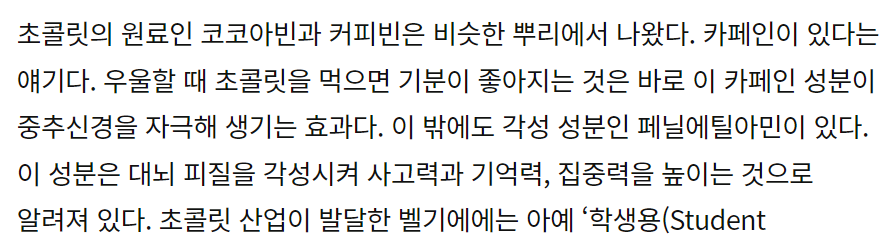 초콜릿의 원료인 코코아빈과 커피빈은 비슷한 뿌리에서 나왔다. 카페인이 있다는
얘기다. 우울할 때 초콜릿을 먹으면 기분이 좋아지는 것은 바로 이 카페인 성분이
중추신경을 자극해 생기는 효과다. 이 밖에도 각성 성분인 페닐에틸아민이 있다.
이 성분은 대뇌 피질을 각성시켜 사고력과 기억력, 집중력을 높이는 것으로
알려져 있다. 초콜릿 산업이 발달한 벨기에에는 아예 ‘학생용(Student